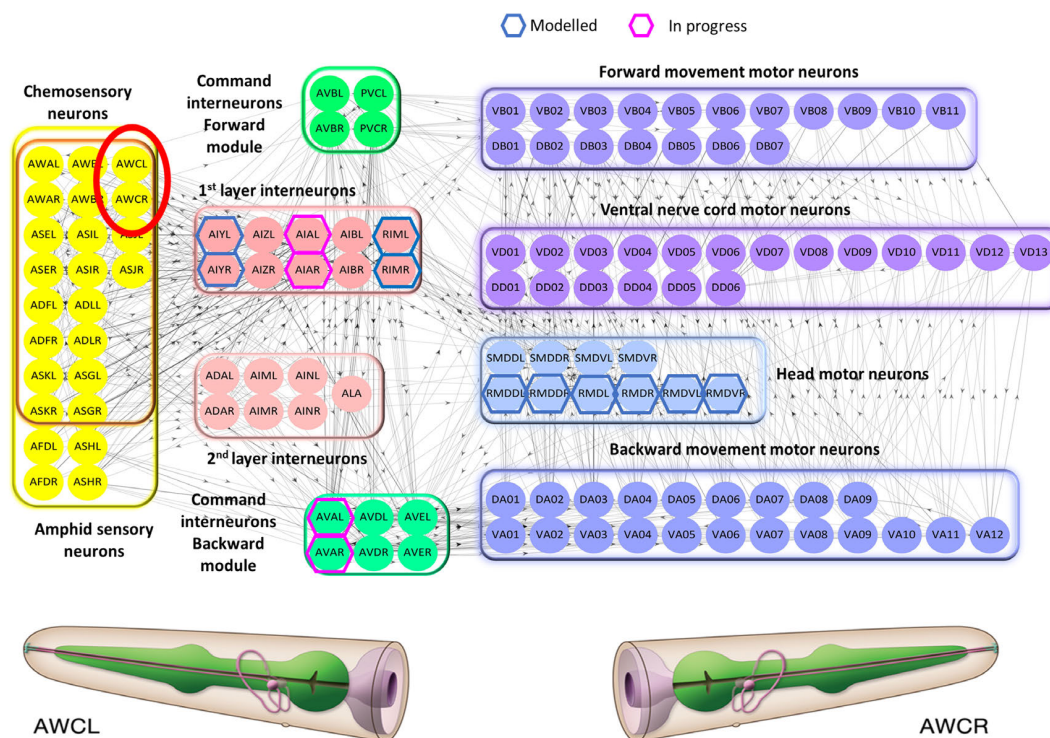 Modelled
In progress
Chemosensory
neurons
AWAL AWBL AWCL
AWAR AWBR AWCR
ASEL ASIL ASJL
ASER ASIR ASJR
ADFL ADLL
ADFR ADLR
ASKL ASGL
ASKR ASGR
AFDL ASHL
AFDR ASHR
Amphid sensory
neurons
Command
interneurons
Forward
module
AVBL PVCL
AVBR PVCR
1st layer interneurons
AIYL AIZL AIAL AIBL RIML
AIYR AIZR AIAR AIBR RIMR
ADAL AIML AINL
ALA
ADAR AIMR AINR
2nd layer interneurons
Command
interneurons
Backward
module
AVAL AVDL AVEL
AVAR AVDR AVER
Forward movement motor neurons
VB01 VB02 VB03 VB04 VB05 VB06 VB07 VB08 VB09 VB10 VB11
DB01 DB02 DB03 DB04 DB05 DB06 DB07
Ventral nerve cord motor neurons
VD01 VD02 VD03 VD04 VD05 VD06 VD07 VD08 VD09 VD10 VD11 VD12 VD13
DD01 DD02 DD03 DD04 DD05 DD06
SMDDL SMDDR SMDVL SMDVR
Head motor neurons
RMDDL RMDDR RMDL RMDR RMDVL RMDVR
Backward movement motor neurons
DA01 DA02 DA03 DA04 DA05 DA06 DA07 DA08 DA09
VA01 VA02 VA03 VA04 VA05 VA06 VA07 VA08 VA09 VA10 VA11 VA12
AWCL
AWCR